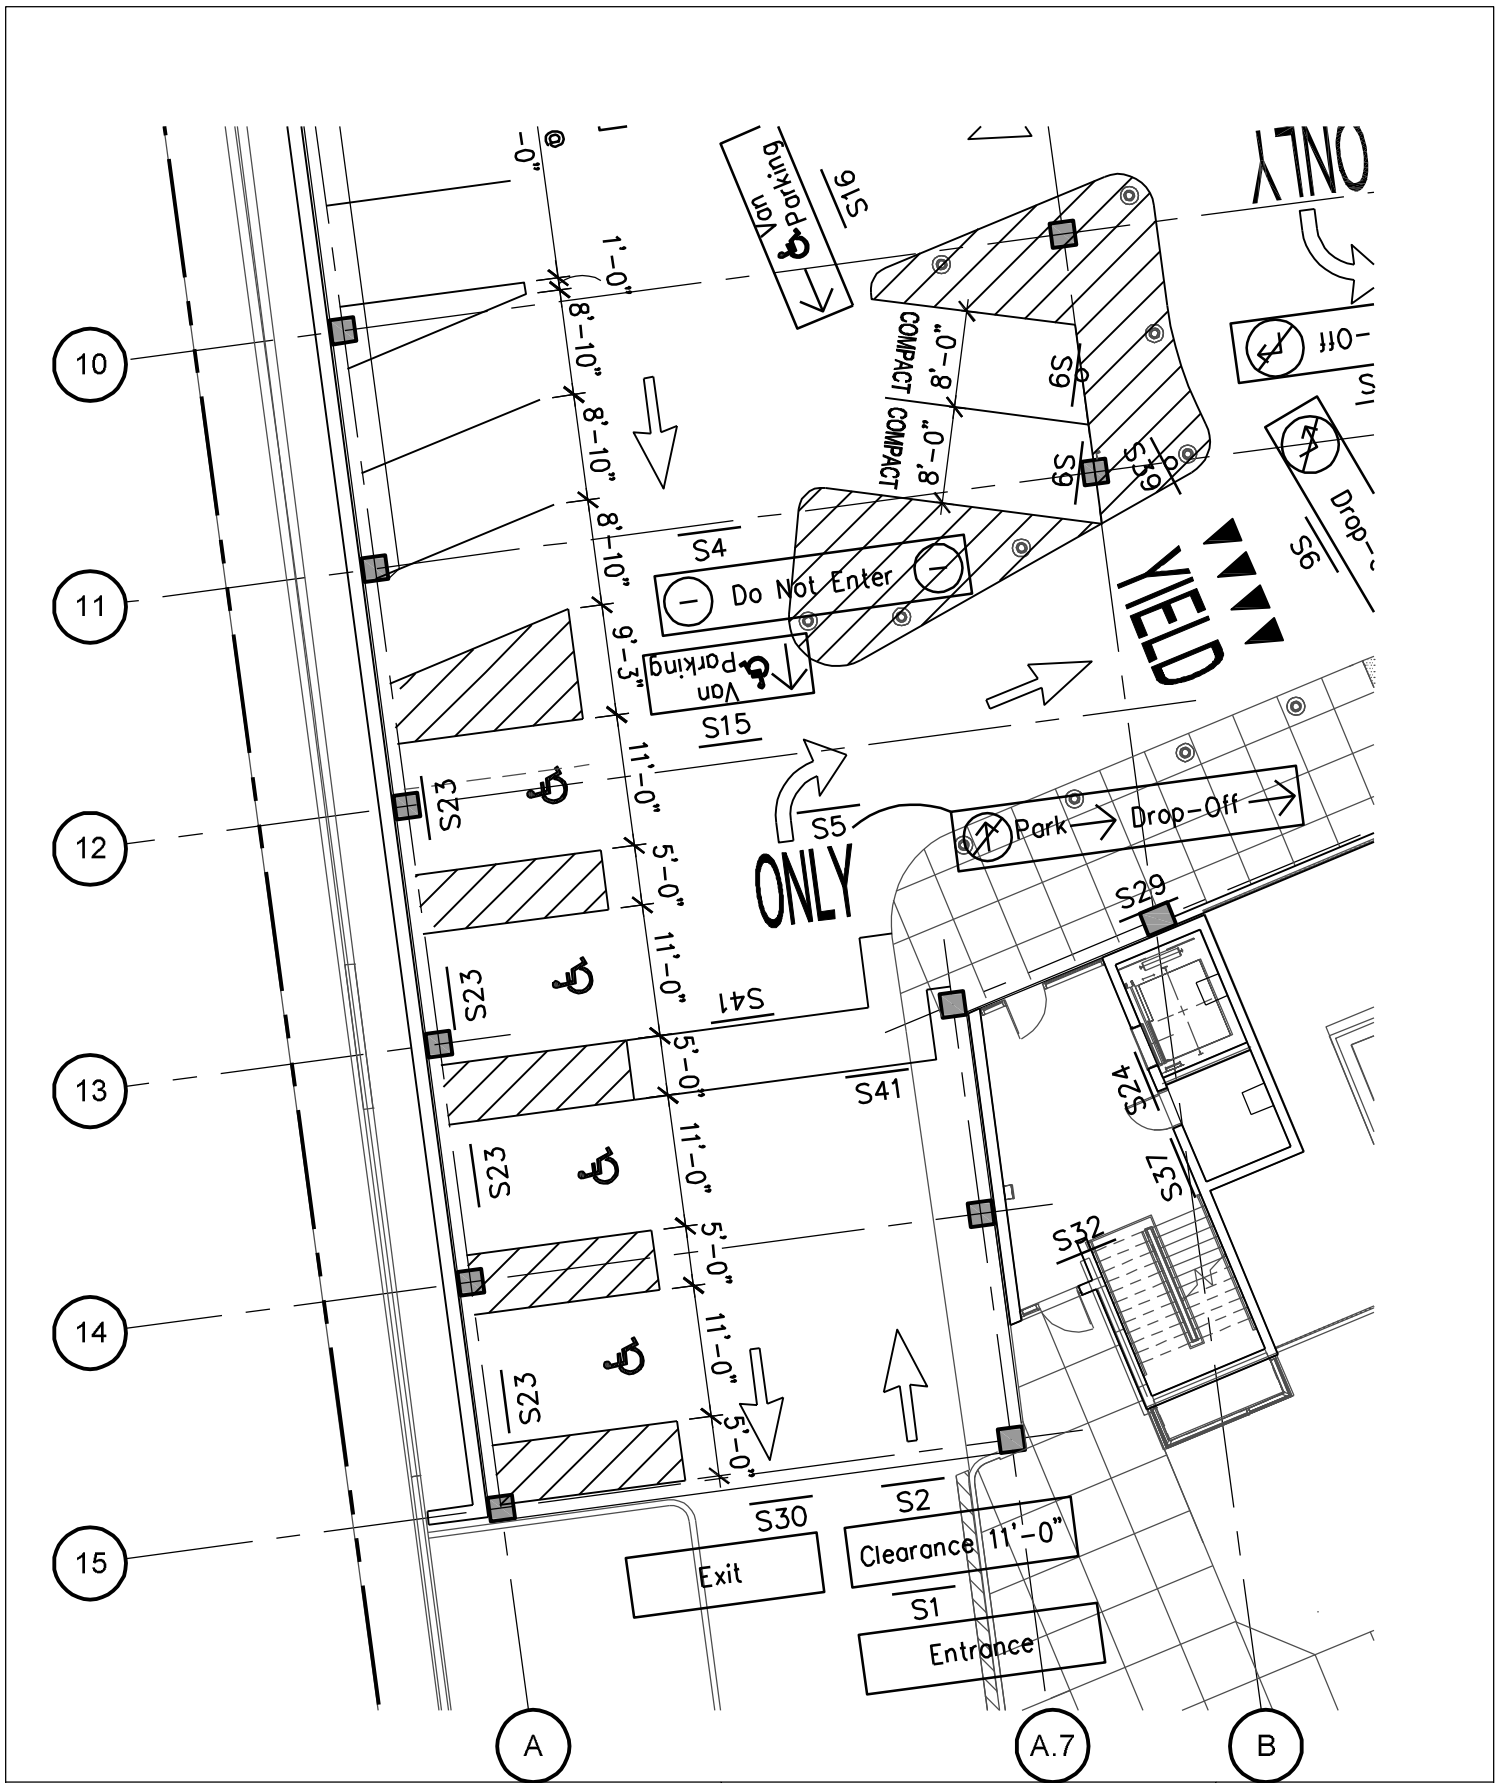 -0"
@
Van
Parking
S16
ONLY
1'-0"
8'-10"
10
COMPACT
8'-0"
S9
-Off
8'-10"
COMPACT
8'-0"
S9
S39
Drop-
S6
8'-10"
S4
Do Not Enter
11
YIELD
9'-3"
Van
Parking
S15
11'-0"
S23
12
S5
Park
Drop-Off
ONLY
5'-0"
S29
11'-0"
S23
S41
13
5'-0"
S41
S24
11'-0"
S23
S37
5'-0"
S32
14
11'-0"
S23
5'-0"
S30
S2
15
Clearance 11'-0"
Exit
S1
Entrance
A
A.7
B